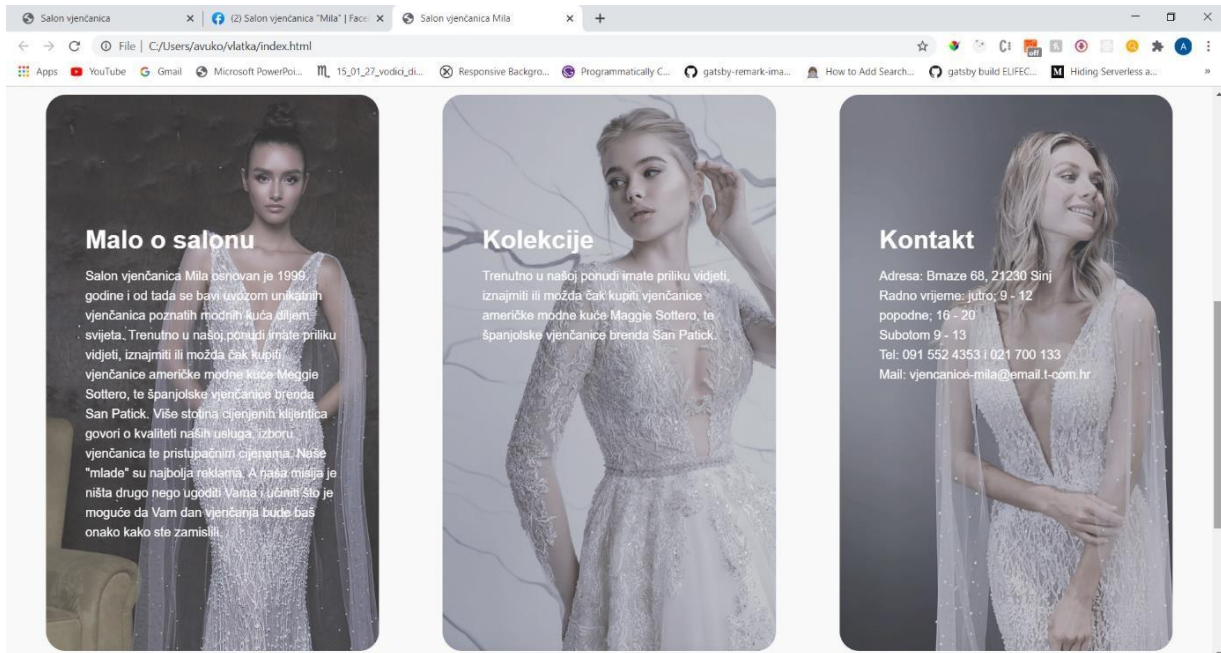 Salon vjenčanica
(2) Salon vjenčanica "Mila" | Face
Salon vjenčanica Mila
File | C:/Users/avuko/vlatka/index.html
off
A
Apps
YouTube
Gmail
Microsoft PowerPoi...
15_01_27_vodici_di...
Responsive Backgro...
Programmatically C...
gatsby-remark-ima...
How to Add Search...
gatsby build ELIFEC...
Hiding Serverless a...
Malo o salonu
Salon vjenčanica Mila osnovan je 1999.
godine i od tada se bavi uvozom unikatnih
vjenčanica poznatih modnih kuća diljem
svijeta. Trenutno u našoj ponudi imate priliku
vidjeti, iznajmiti ili možda čak kupiti
vjenčanice američke modne kuće Meggie
Sottero, te španjolske vjenčanice brenda
San Patick. Više stotina cijenjenih klijentica
govori o kvaliteti naših usluga, izboru
vjenčanica te pristupačnim cijenama. Naše
"mlade" su najbolja reklama. A naša misija je
ništa drugo nego ugoditi Vama i učiniti što je
moguće da Vam dan vjenčanja bude baš
onako kako ste zamislili.
Kolekcije
Trenutno u našoj ponudi imate priliku vidjeti,
iznajmiti ili možda čak kupiti vjenčanice
američke modne kuće Maggie Sottero, te
španjolske vjenčanice brenda San Patick.
Kontakt
Adresa: Brnaze 68, 21230 Sinj
Radno vrijeme: jutro; 9 - 12
popodne; 16 - 20
Subotom 9 - 13
Tel: 091 552 4353 i 021 700 133
Mail: vjencanice-mila@email.t-com.hr